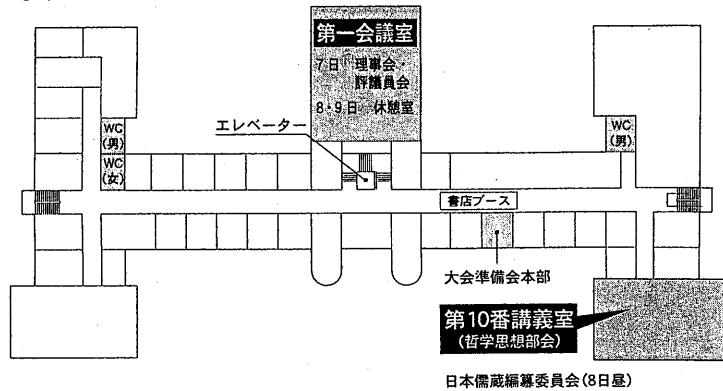 第一会議室
7日 理事会・
評議員会
8・9日 休憩室
エレベーター
WC
(男)
WC
(女)
WC
(男)
書店ブース
大会準備会本部
第10番講義室
(哲学思想部会)
日本儒蔵編纂委員会(8日昼)